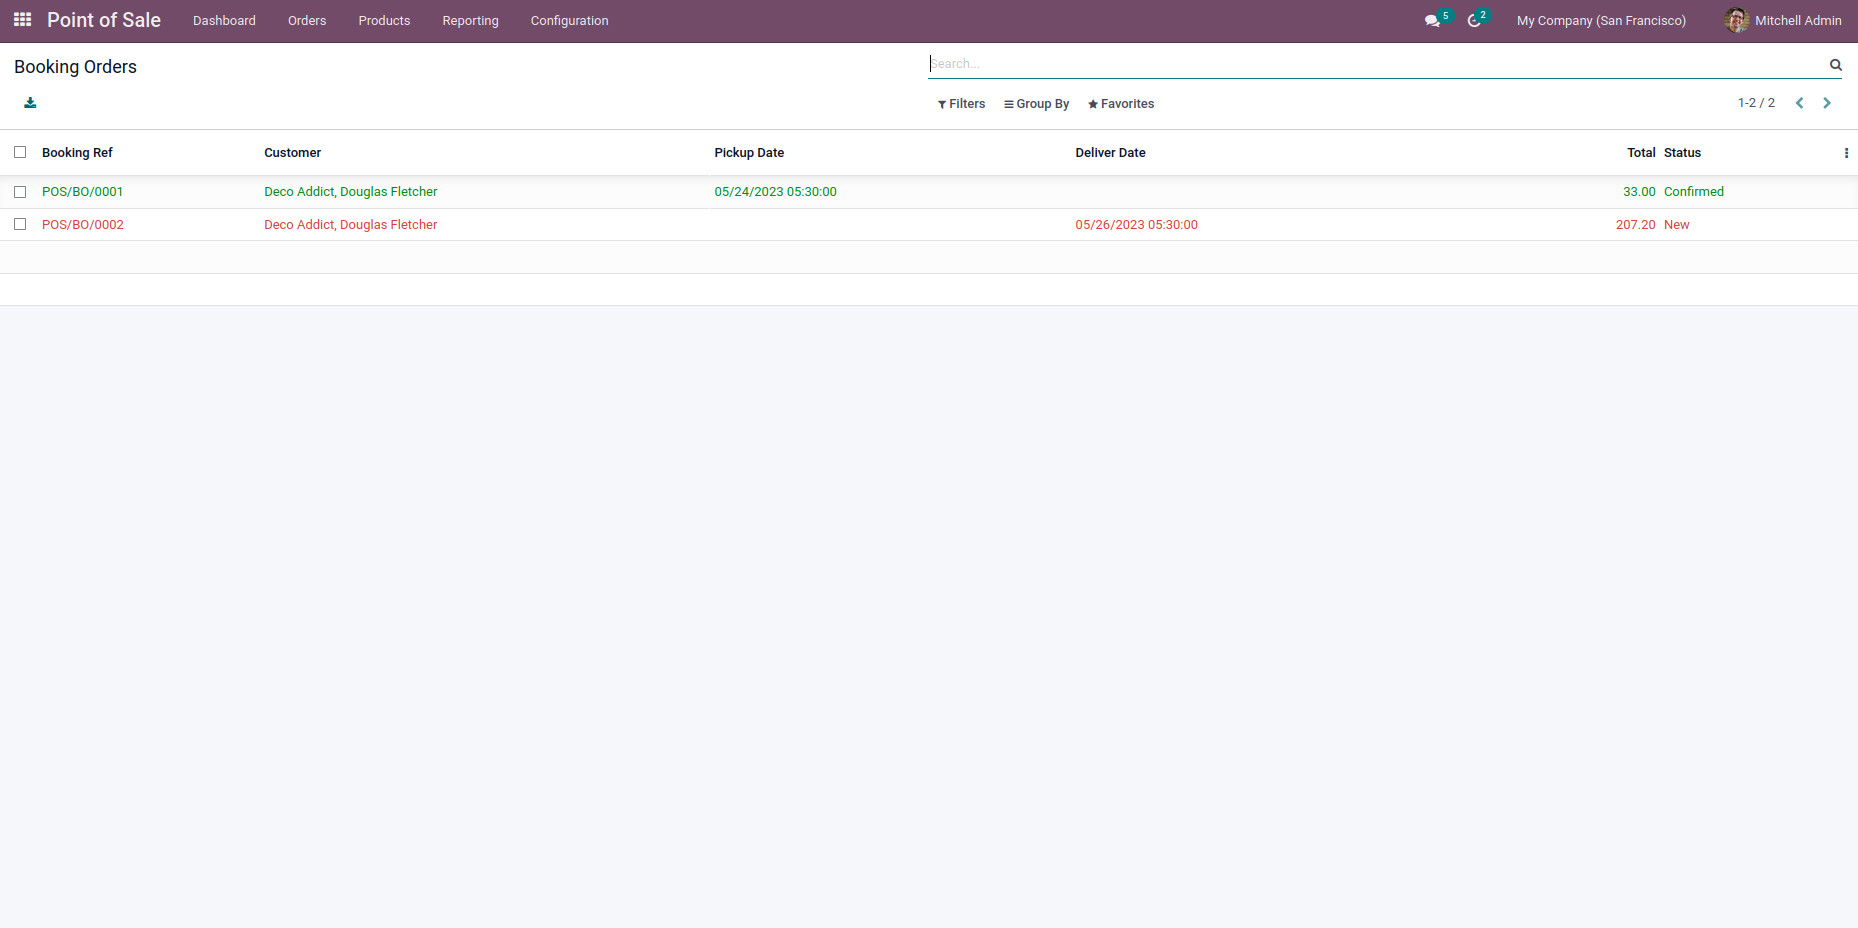 Point of Sale Dashboard Orders Products Reporting Configuration 5 2 My Company (San Francisco) Mitchell Admin
Booking Orders Search...
Filters Group By Favorites 1-2 / 2
Booking Ref Customer Pickup Date Deliver Date Total Status
POS/BO/0001 Deco Addict, Douglas Fletcher 05/24/2023 05:30:00 33.00 Confirmed
POS/BO/0002 Deco Addict, Douglas Fletcher 05/26/2023 05:30:00 207.20 New